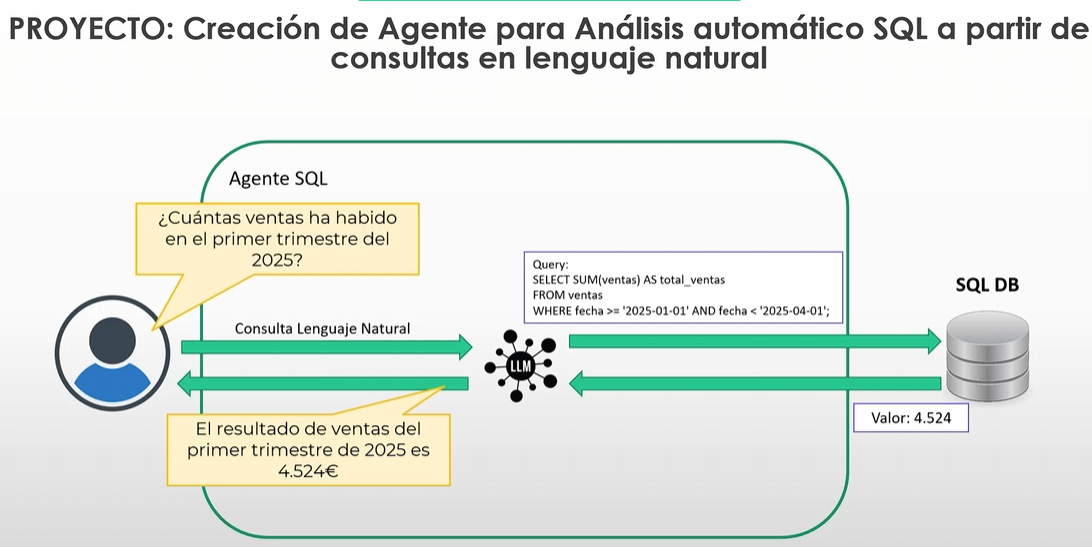 PROYECTO: Creación de Agente para Análisis automático SQL a partir de
consultas en lenguaje natural
Agente SQL
¿Cuántas ventas ha habido
en el primer trimestre del
2025?
Query:
SELECT SUM(ventas) AS total_ventas
FROM ventas
WHERE fecha >= '2025-01-01' AND fecha < '2025-04-01';
SQL DB
Consulta Lenguaje Natural
LLM
Valor: 4.524
El resultado de ventas del
primer trimestre de 2025 es
4.524€